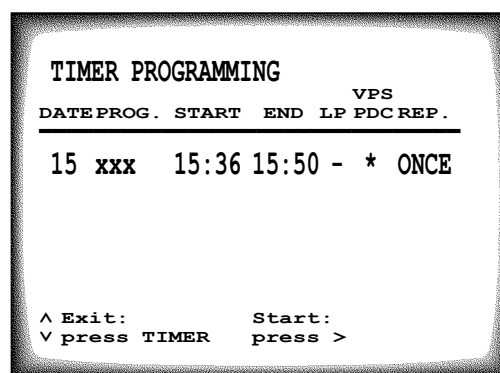 TIMER PROGRAMMING
VPS
DATE PROG. START END LP PDC REP.
15 xxx 15:36 15:50 - * ONCE
^ Exit: Start:
v press TIMER press >